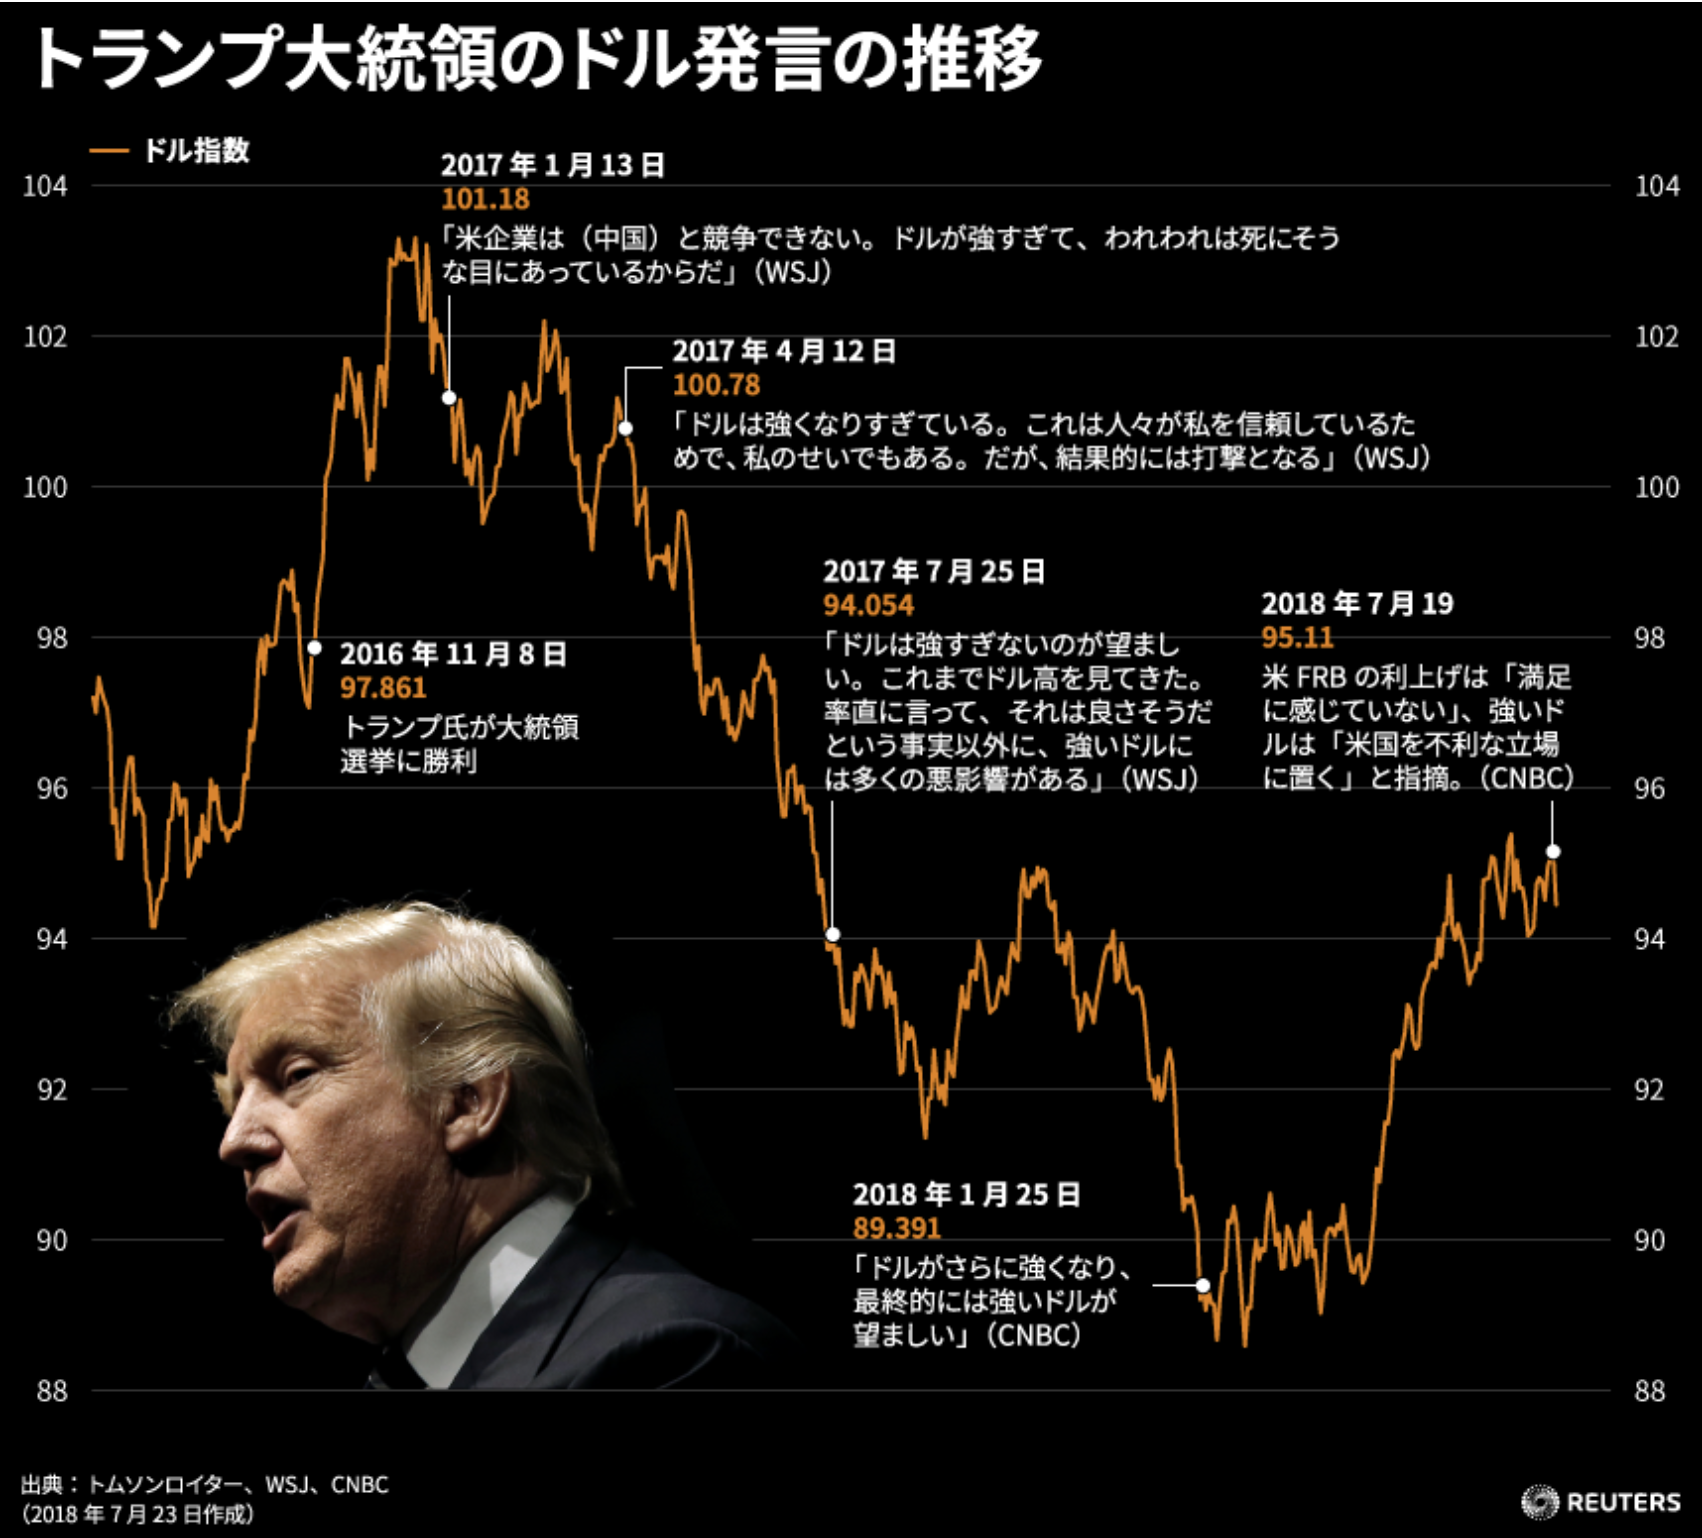 トランプ大統領のドル発言の推移
ドル指数
104
102
100
98
96
94
92
90
88
104
102
100
98
96
94
92
90
88
2017年1月13日
101.18
「米企業は（中国）と競争できない。ドルが強すぎて、われわれは死にそう
な目にあっているからだ」（WSJ）
2017年4月12日
100.78
「ドルは強くなりすぎている。これは人々が私を信頼しているた
めで、私のせいでもある。だが、結果的には打撃となる」（WSJ）
2016年11月8日
97.861
トランプ氏が大統領
選挙に勝利
2017年7月25日
94.054
「ドルは強すぎないのが望まし
い。これまでドル高を見てきた。
率直に言って、それは良さそうだ
という事実以外に、強いドルに
は多くの悪影響がある」（WSJ）
2018年7月19
95.11
米FRBの利上げは「満足
に感じていない」、強いド
ルは「米国を不利な立場
に置く」と指摘。（CNBC）
2018年1月25日
89.391
「ドルがさらに強くなり、
最終的には強いドルが
望ましい」（CNBC）
出典：トムソンロイター、WSJ、CNBC
（2018年7月23日作成）
REUTERS